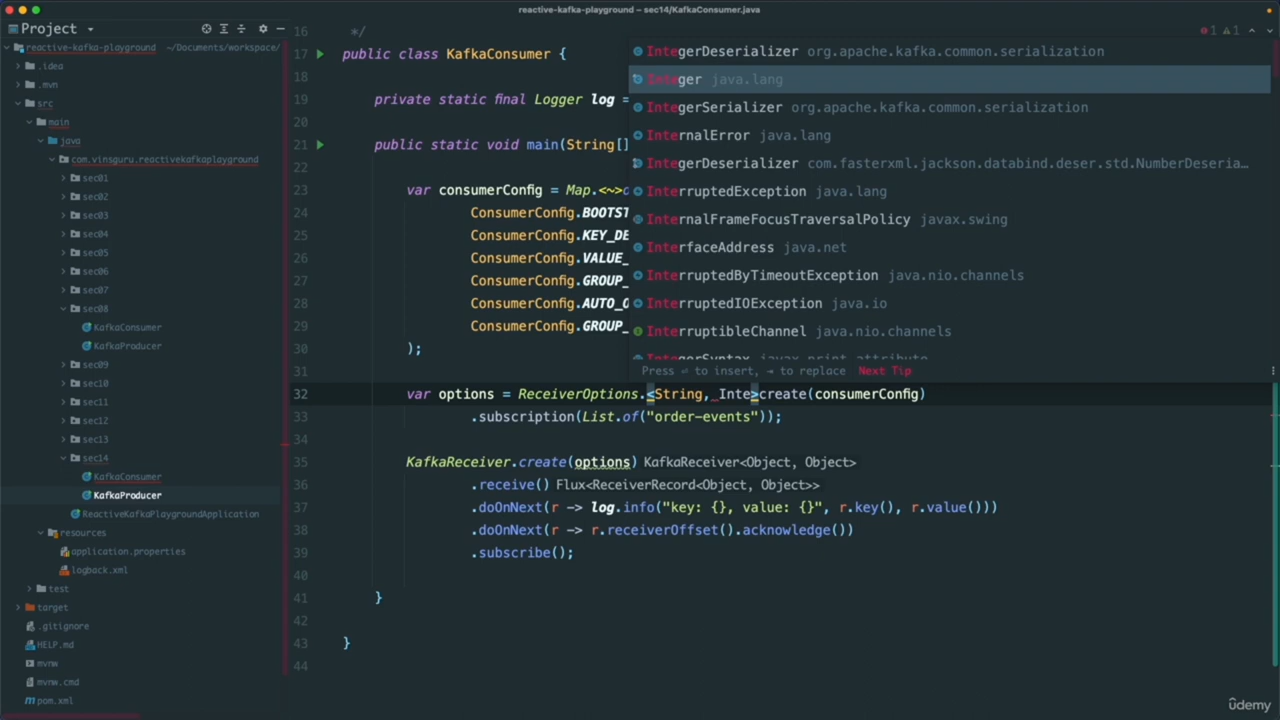 reactive-kafka-playground – sec14/KafkaConsumer.java
Project
reactive-kafka-playground ~/Documents/workspace/
.idea
.mvn
src
main
java
com.vinsguru.reactivekafkaplayground
sec01
sec02
sec03
sec04
sec05
sec06
sec07
sec08
KafkaConsumer
KafkaProducer
sec09
sec10
sec11
sec12
sec13
sec14
KafkaConsumer
KafkaProducer
ReactiveKafkaPlaygroundApplication
resources
application.properties
logback.xml
test
target
.gitignore
HELP.md
mvnw
mvnw.cmd
pom.xml
1 1
16 */
17 public class KafkaConsumer {
18
19 private static final Logger log =
20
21 public static void main(String[]
22
23 var consumerConfig = Map.<~>o
24 ConsumerConfig.BOOTST
25 ConsumerConfig.KEY_DE
26 ConsumerConfig.VALUE_
27 ConsumerConfig.GROUP_
28 ConsumerConfig.AUTO_O
29 ConsumerConfig.GROUP_
30 );
31
32 var options = ReceiverOptions.<String, Inte>create(consumerConfig)
33 .subscription(List.of("order-events"));
34
35 KafkaReceiver.create(options) KafkaReceiver<Object, Object>
36 .receive() Flux<ReceiverRecord<Object, Object>>
37 .doOnNext(r -> log.info("key: {}, value: {}", r.key(), r.value()))
38 .doOnNext(r -> r.receiverOffset().acknowledge())
39 .subscribe();
40
41 }
42
43 }
44
IntegerDeserializer org.apache.kafka.common.serialization
Integer java.lang
IntegerSerializer org.apache.kafka.common.serialization
InternalError java.lang
IntegerDeserializer com.fasterxml.jackson.databind.deser.std.NumberDeseria...
InterruptedException java.lang
InternalFrameFocusTraversalPolicy javax.swing
InterfaceAddress java.net
InterruptedByTimeoutException java.nio.channels
InterruptedIOException java.io
InterruptibleChannel java.nio.channels
IntegerSyntax javax.print.attribute
Press ⏎ to insert, ⇥ to replace Next Tip
ûdemy